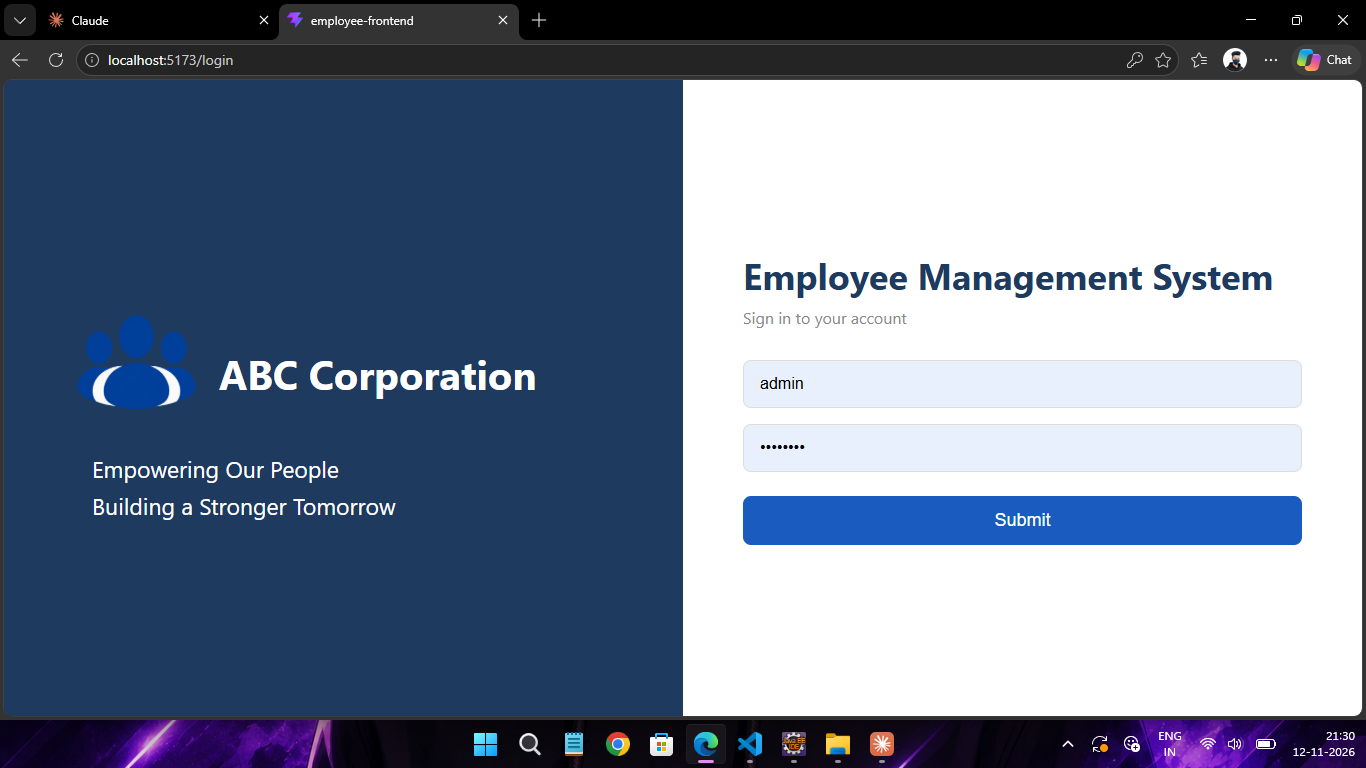 Claude
employee-frontend
localhost:5173/login
Chat
ABC Corporation
Empowering Our People
Building a Stronger Tomorrow
Employee Management System
Sign in to your account
admin
••••••••
Submit
ENG
IN
21:30
12-11-2026